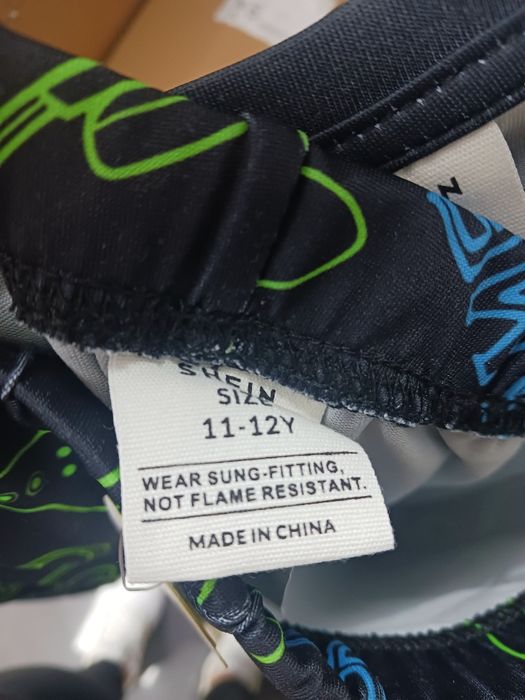 SHEIN
SIZE
11-12Y
WEAR SUNG-FITTING,
NOT FLAME RESISTANT.
MADE IN CHINA